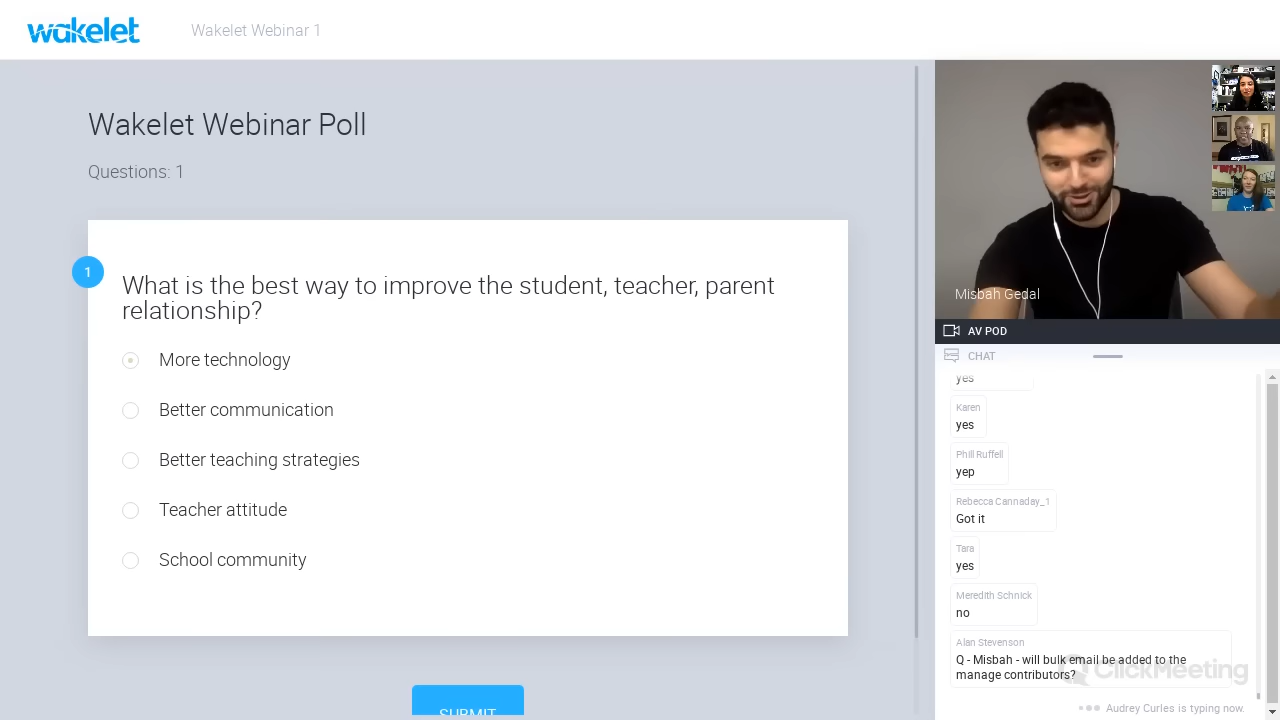 wakelet
Wakelet Webinar 1
Wakelet Webinar Poll
Questions: 1
1
What is the best way to improve the student, teacher, parent
relationship?
More technology
Better communication
Better teaching strategies
Teacher attitude
School community
SUBMIT
Misbah Gedal
AV POD
CHAT
yes
Karen
yes
Phill Ruffell
yep
Rebecca Cannaday_1
Got it
Tara
yes
Meredith Schnick
no
Alan Stevenson
Q - Misbah - will bulk email be added to the
manage contributors?
ClickMeeting
Audrey Curles is typing now.